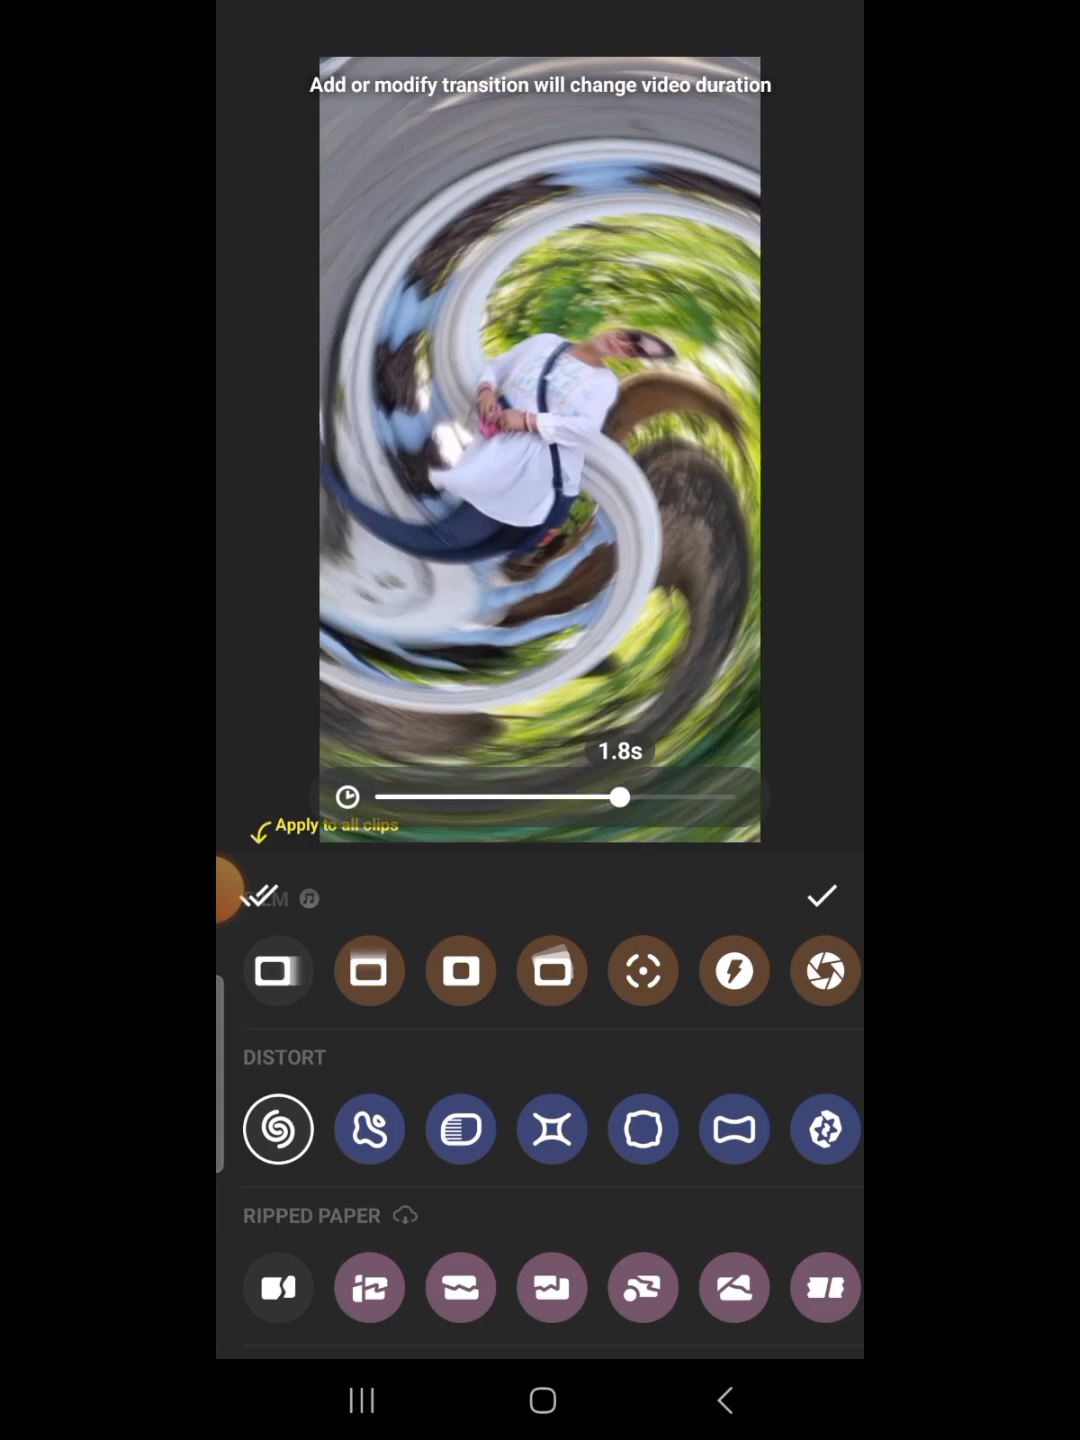 Add or modify transition will change video duration
1.8s
Apply to all clips
DISTORT
RIPPED PAPER